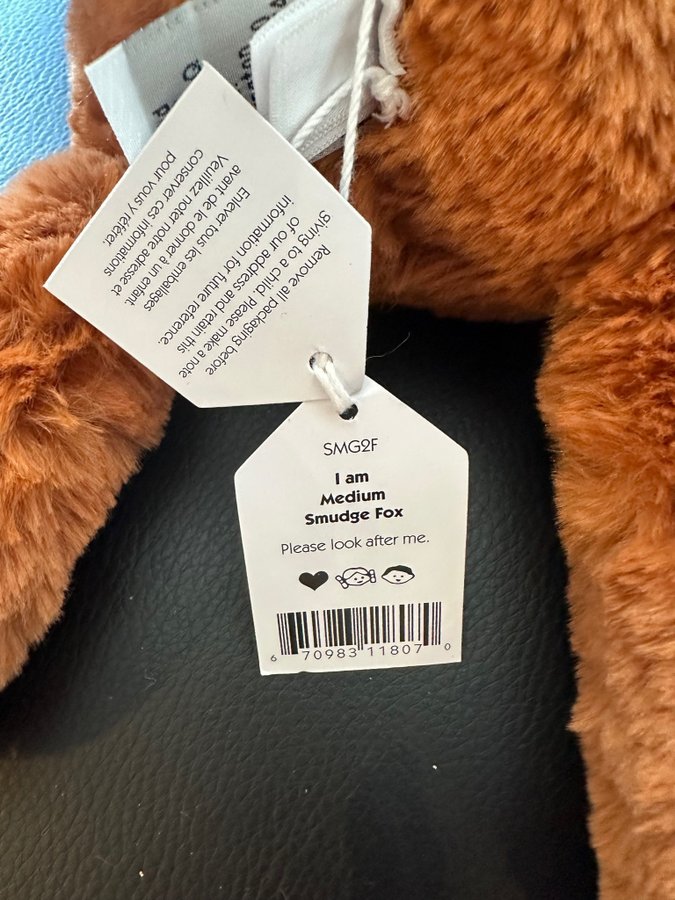 Remove all packaging before
giving to a child. Please make a note
of our address and retain this
information for future reference.
Enlever tous les emballages
avant de le donner à un enfant
Veuillez noter notre adresse et
conserver ces informations
pour vous y référer.
SMG2F
I am
Medium
Smudge Fox
Please look after me.
6 70983 11807 0